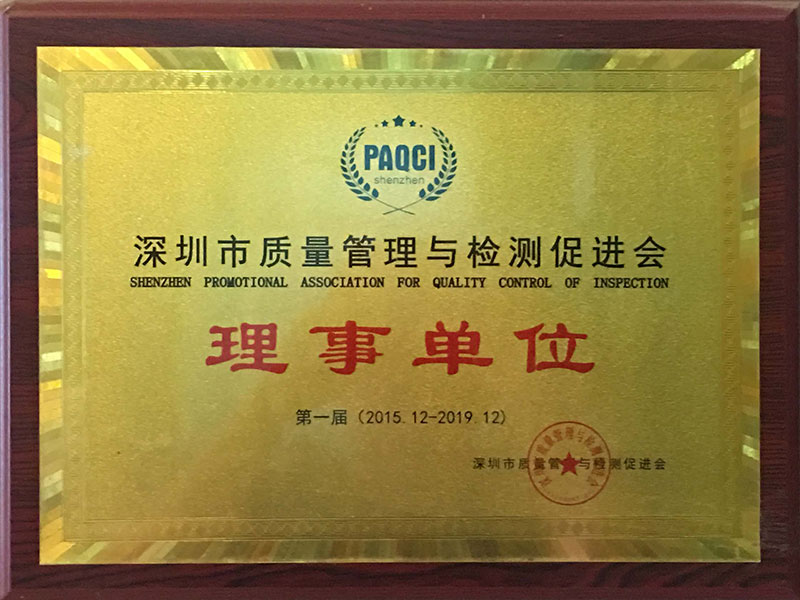 PAQCI
shenzhen
深圳市质量管理与检测促进会
SHENZHEN PROMOTIONAL ASSOCIATION FOR QUALITY CONTROL OF INSPECTION
理事单位
第一届(2015.12-2019.12)
深圳市质量管理与检测促进会